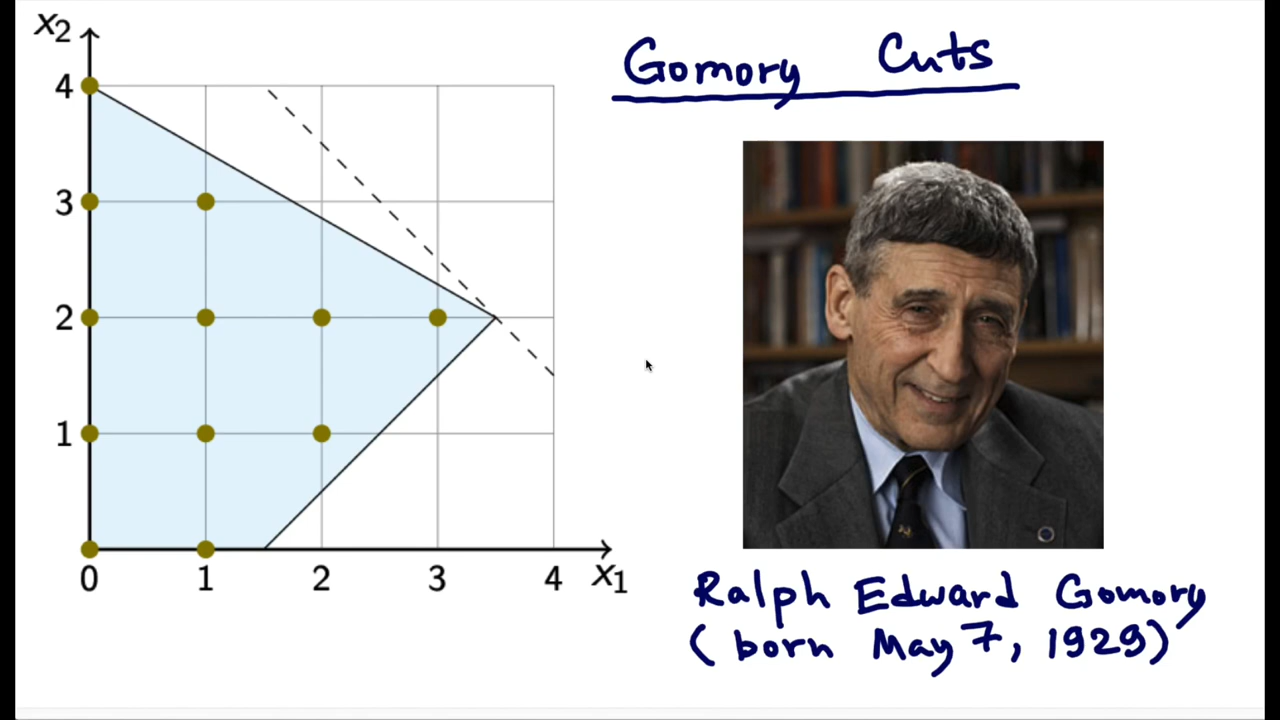 x₂
4
3
2
1
0 1 2 3 4 x₁
Gomory Cuts
Ralph Edward Gomory
(born May 7, 1929)